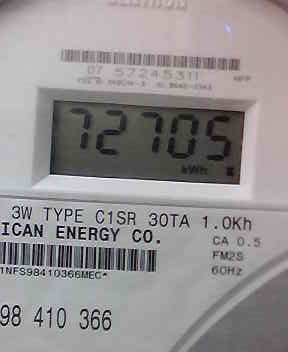 07 57245311 APP
72705
kWh
3W TYPE C1SR 30TA 1.0Kh
ICAN ENERGY CO.
CA 0.5
FM2S
60Hz
1NFS98410366MEC*
98 410 366